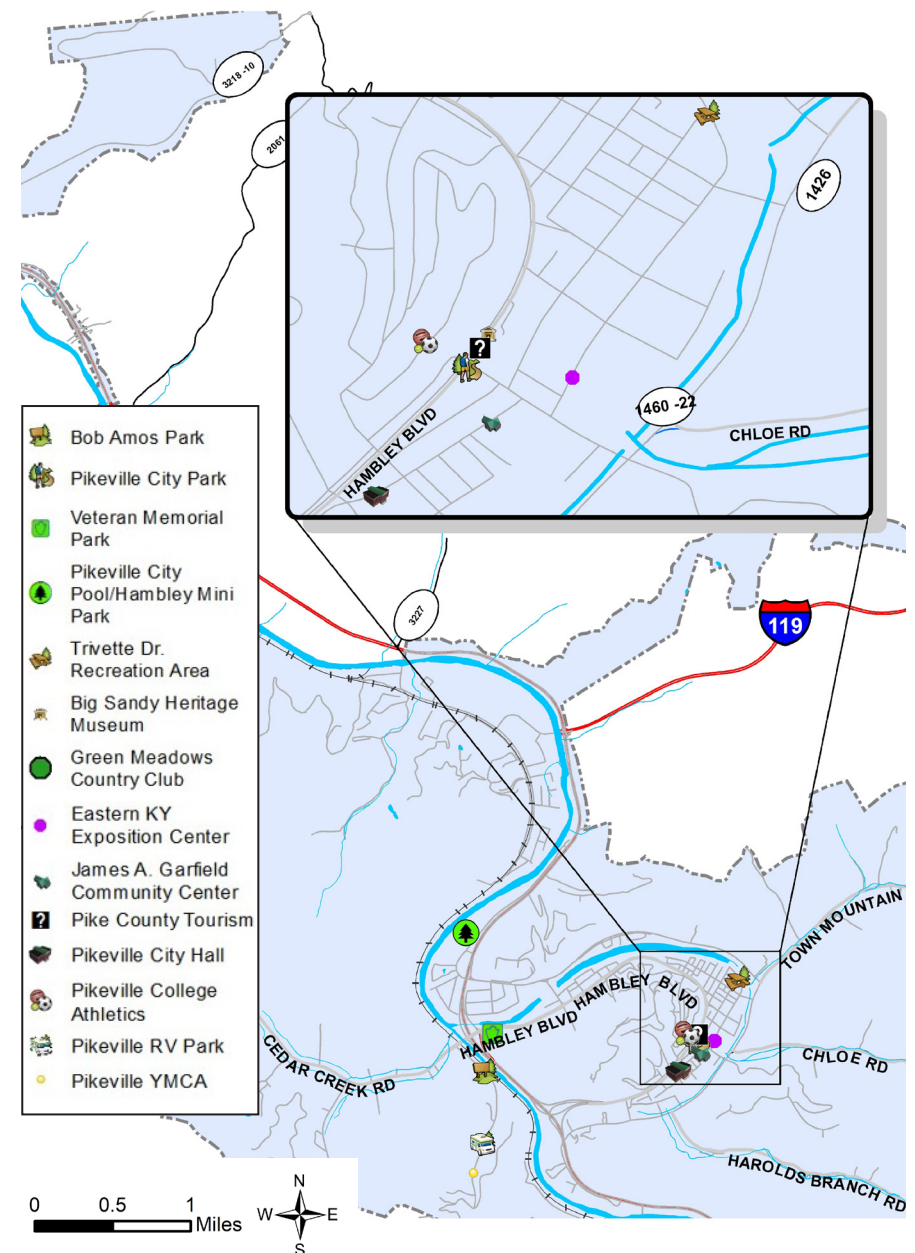 3218 -10
2061
1426
?
HAMBLEY BLVD
1460 -22
CHLOE RD
Bob Amos Park
Pikeville City Park
Veteran Memorial
Park
Pikeville City
Pool/Hambley Mini
Park
Trivette Dr.
Recreation Area
Big Sandy Heritage
Museum
Green Meadows
Country Club
Eastern KY
Exposition Center
James A. Garfield
Community Center
? Pike County Tourism
Pikeville City Hall
Pikeville College
Athletics
Pikeville RV Park
Pikeville YMCA
3227
119
TOWN MOUNTAIN
HAMBLEY BLVD
HAMBLEY BLVD
CEDAR CREEK RD
CHLOE RD
HAROLDS BRANCH RD
0 0.5 1
Miles
N
W E
S